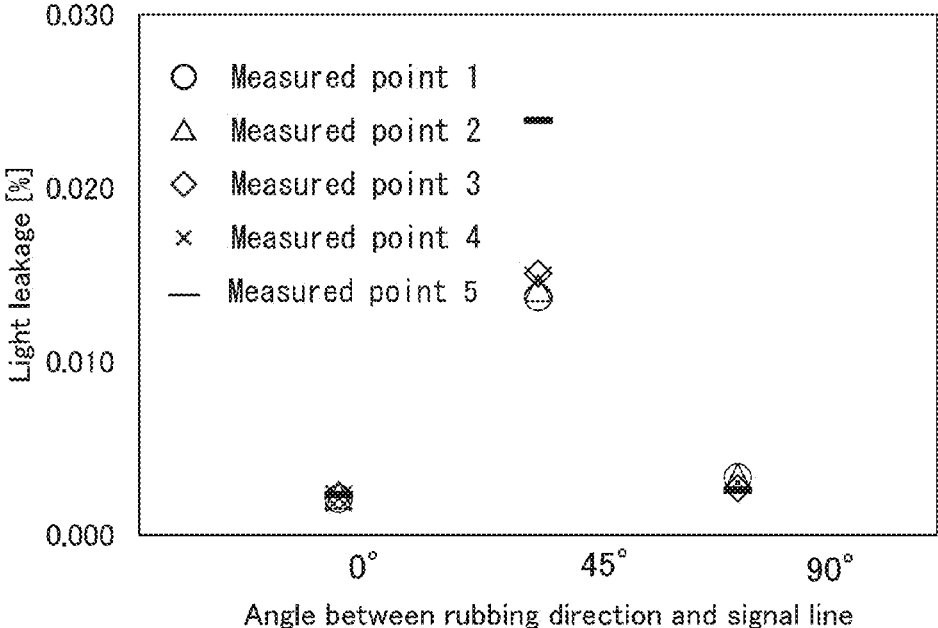 0.030
Measured point 1
Measured point 2
Measured point 3
Measured point 4
Measured point 5
0.020
0.010
0.000
Light leakage [%]
0° 45° 90°
Angle between rubbing direction and signal line